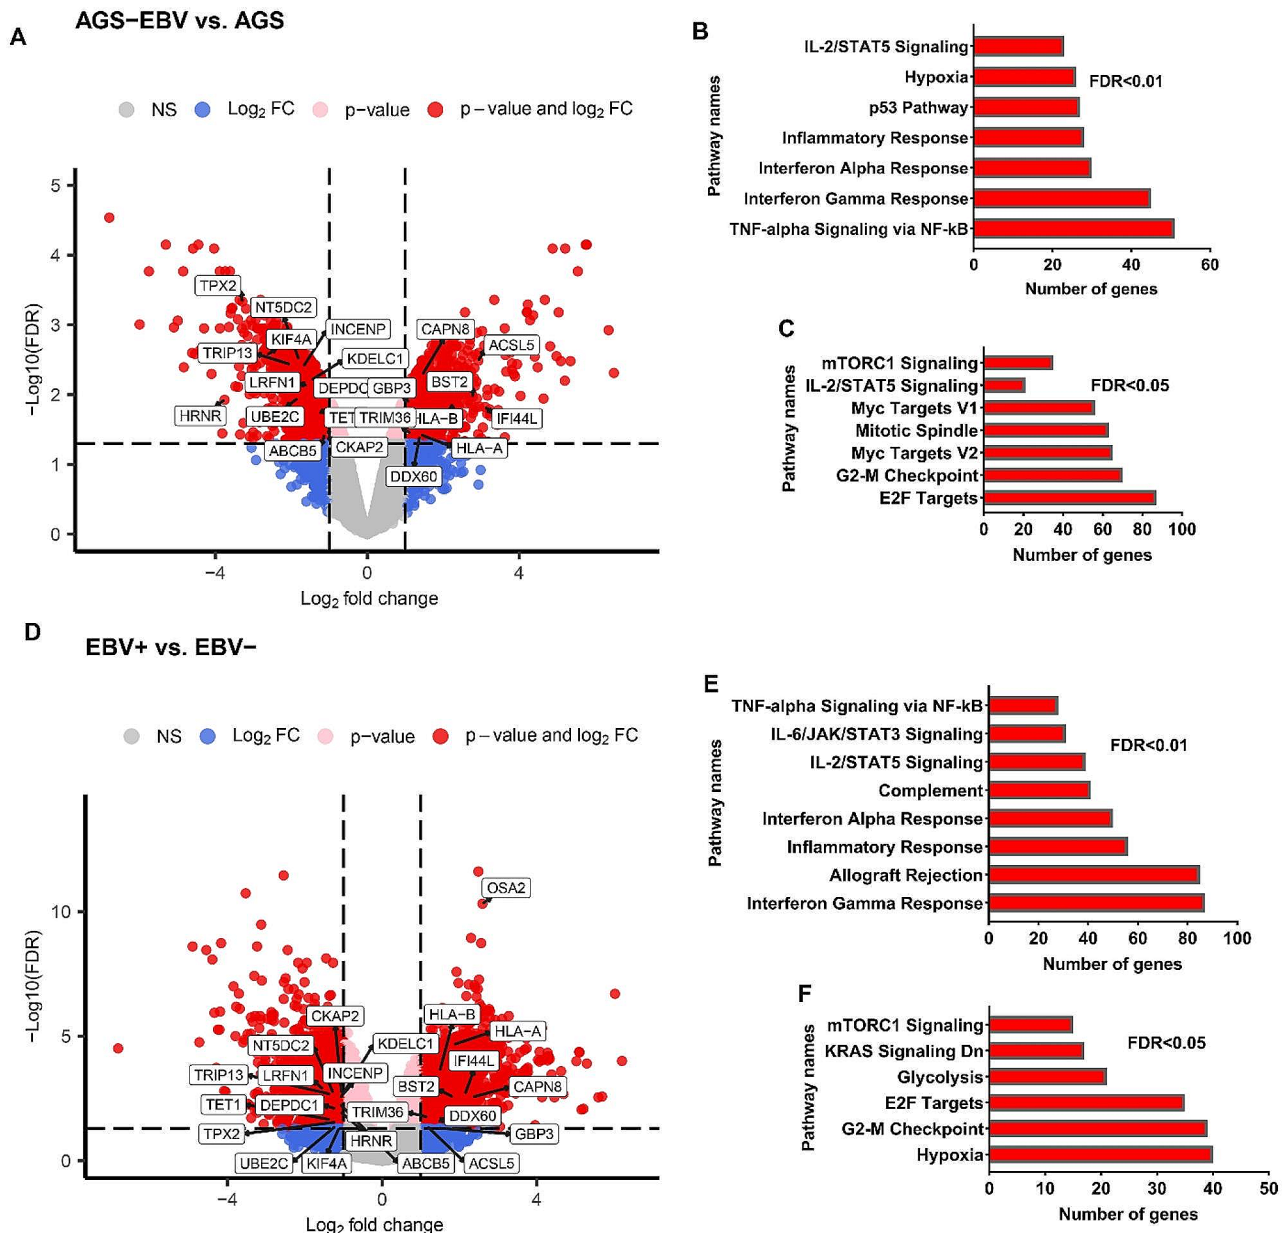 A
AGS−EBV vs. AGS
NS
Log2 FC
p−value
p − value and log2 FC
−Log10(FDR)
5
4
3
2
1
0
TPX2
NT5DC2
KIF4A
INCENP
TRIP13
KDELC1
LRFN1
DEPDC
GBP3
CAPN8
ACSL5
BST2
HRNR
UBE2C
TET
TRIM36
HLA−B
IFI44L
ABCB5
CKAP2
HLA−A
DDX60
−4
0
4
Log2 fold change
B
Pathway names
IL-2/STAT5 Signaling
Hypoxia
p53 Pathway
Inflammatory Response
Interferon Alpha Response
Interferon Gamma Response
TNF-alpha Signaling via NF-kB
FDR<0.01
0 20 40 60
Number of genes
C
Pathway names
mTORC1 Signaling
IL-2/STAT5 Signaling
Myc Targets V1
Mitotic Spindle
Myc Targets V2
G2-M Checkpoint
E2F Targets
FDR<0.05
0 20 40 60 80 100
Number of genes
D
EBV+ vs. EBV−
NS
Log2 FC
p−value
p − value and log2 FC
−Log10(FDR)
10
5
0
OSA2
CKAP2
HLA−B
HLA−A
NT5DC2
KDELC1
IFI44L
TRIP13
LRFN1
INCENP
BST2
CAPN8
TET1
DEPDC1
TRIM36
DDX60
TPX2
HRNR
GBP3
UBE2C
KIF4A
ABCB5
ACSL5
−4
0
4
Log2 fold change
E
Pathway names
TNF-alpha Signaling via NF-kB
IL-6/JAK/STAT3 Signaling
IL-2/STAT5 Signaling
Complement
Interferon Alpha Response
Inflammatory Response
Allograft Rejection
Interferon Gamma Response
FDR<0.01
0 20 40 60 80 100
Number of genes
F
Pathway names
mTORC1 Signaling
KRAS Signaling Dn
Glycolysis
E2F Targets
G2-M Checkpoint
Hypoxia
FDR<0.05
0 10 20 30 40 50
Number of genes